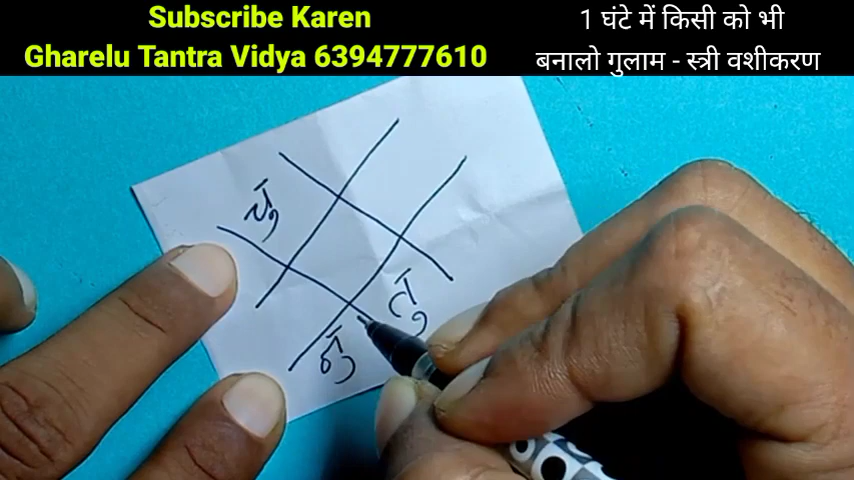 Subscribe Karen
Gharelu Tantra Vidya 6394777610
1 घंटे में किसी को भी
बनालो गुलाम - स्त्री वशीकरण